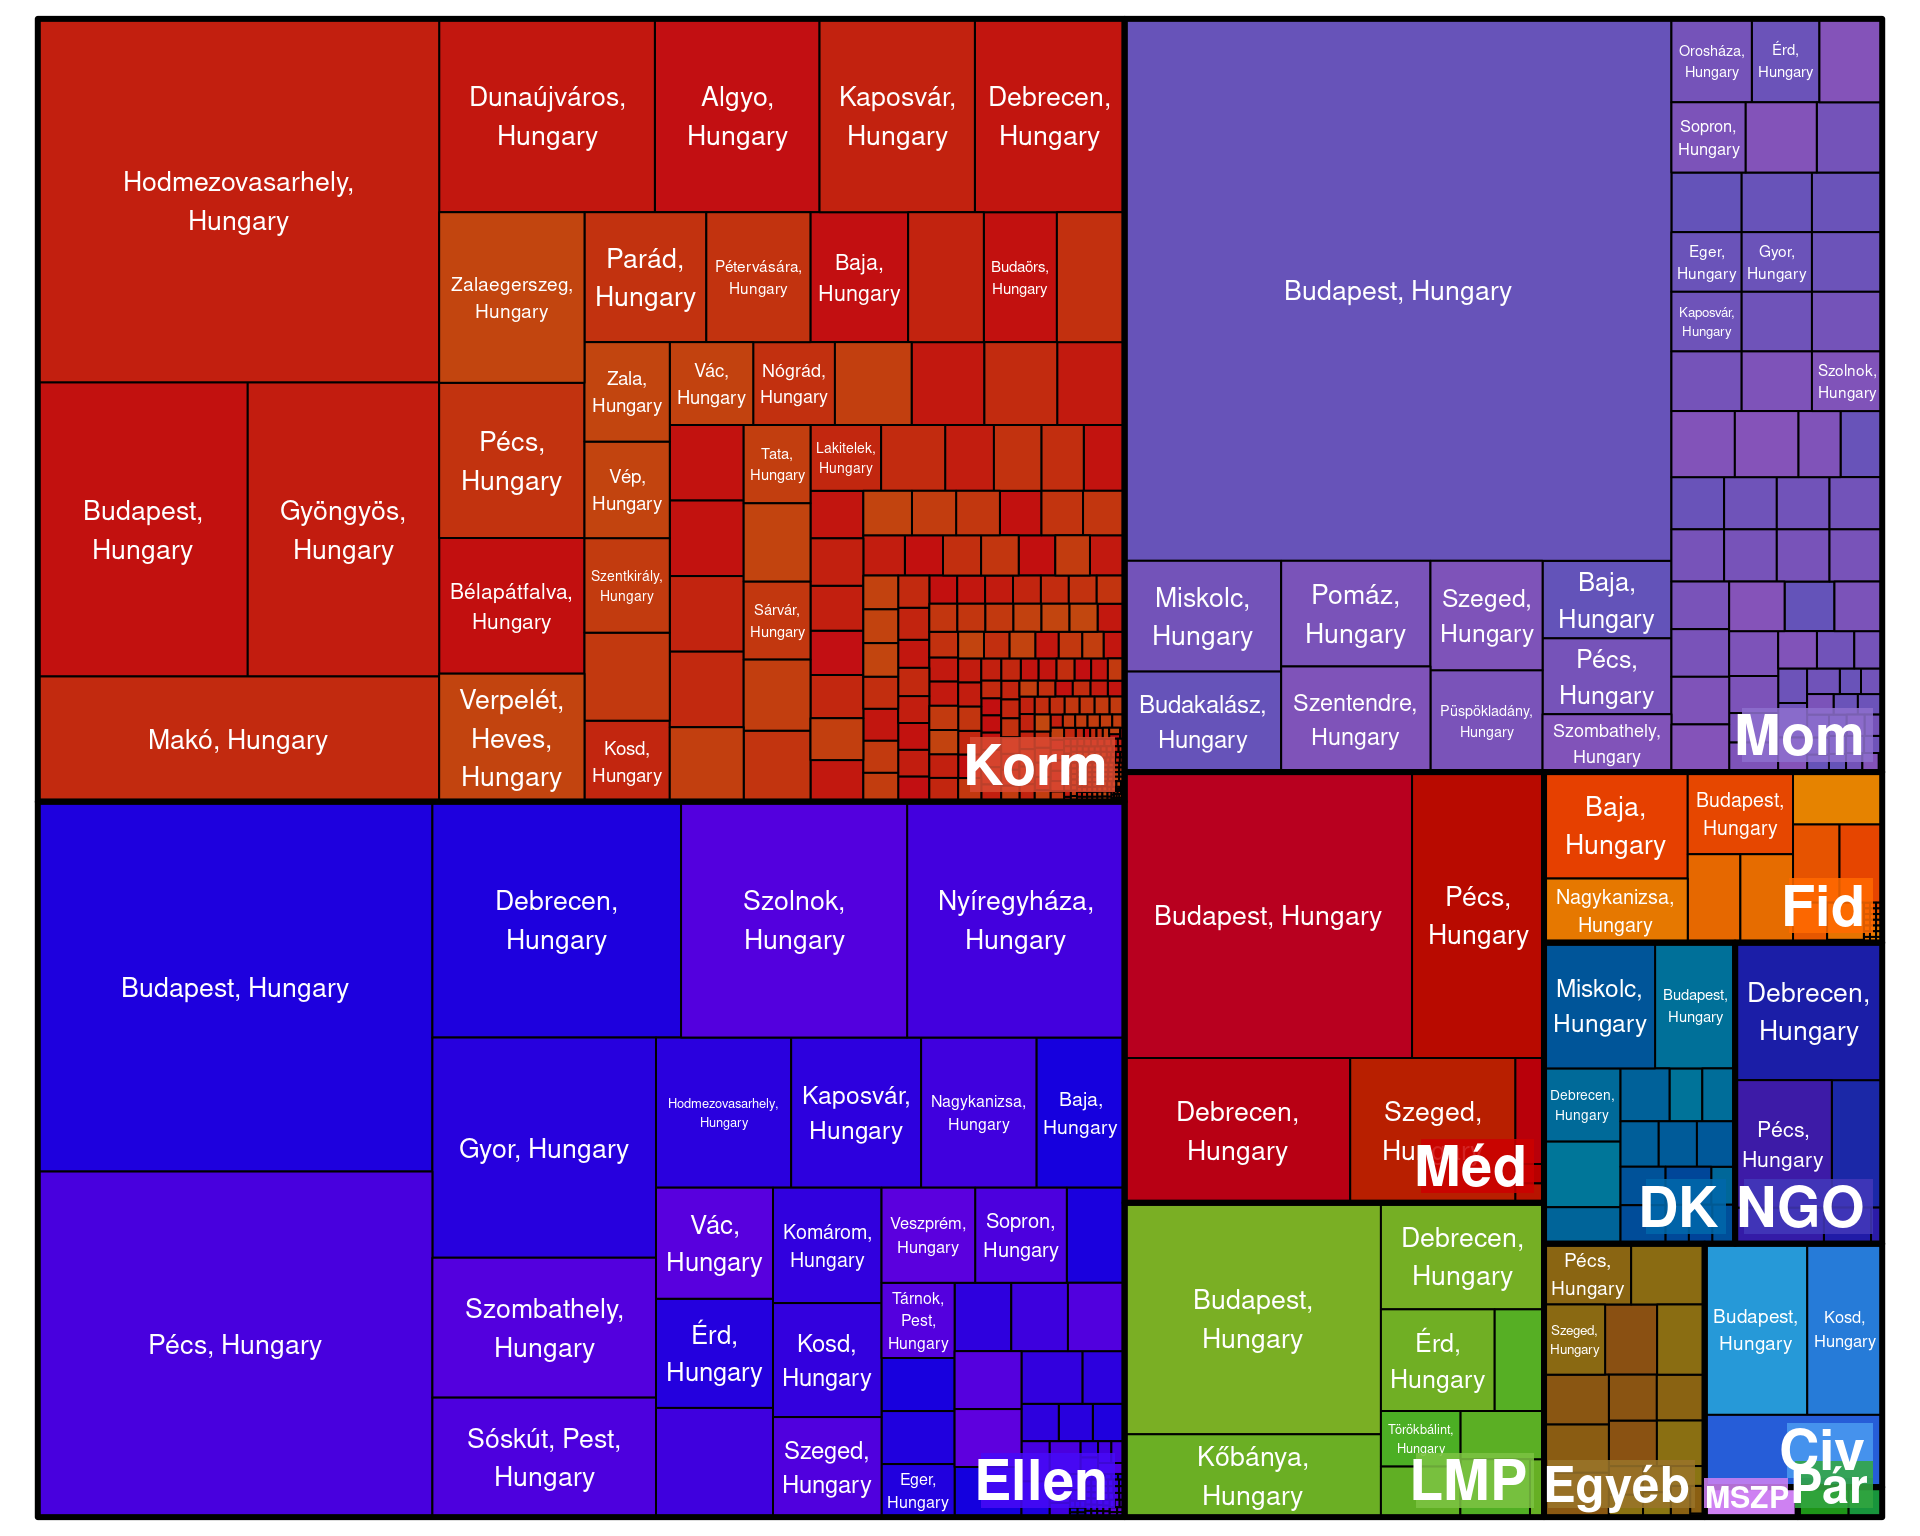 Hodmezovasarhely,
Hungary
Budapest,
Hungary
Gyöngyös,
Hungary
Makó, Hungary
Dunaújváros,
Hungary
Algyo,
Hungary
Kaposvár,
Hungary
Debrecen,
Hungary
Zalaegerszeg,
Hungary
Parád,
Hungary
Pétervására,
Hungary
Baja,
Hungary
Budaörs,
Hungary
Pécs,
Hungary
Zala,
Hungary
Vác,
Hungary
Nógrád,
Hungary
Vép,
Hungary
Tata,
Hungary
Lakitelek,
Hungary
Bélapátfalva,
Hungary
Szentkirály,
Hungary
Sárvár,
Hungary
Verpelét,
Heves,
Hungary
Kosd,
Hungary
Korm
Budapest, Hungary
Orosháza,
Hungary
Érd,
Hungary
Sopron,
Hungary
Eger,
Hungary
Gyor,
Hungary
Kaposvár,
Hungary
Szolnok,
Hungary
Miskolc,
Hungary
Pomáz,
Hungary
Szeged,
Hungary
Baja,
Hungary
Budakalász,
Hungary
Szentendre,
Hungary
Püspökladány,
Hungary
Pécs,
Hungary
Szombathely,
Hungary
Mom
Budapest, Hungary
Pécs, Hungary
Debrecen,
Hungary
Szolnok,
Hungary
Nyíregyháza,
Hungary
Gyor, Hungary
Hodmezovasarhely,
Hungary
Kaposvár,
Hungary
Nagykanizsa,
Hungary
Baja,
Hungary
Szombathely,
Hungary
Sóskút, Pest,
Hungary
Vác,
Hungary
Komárom,
Hungary
Veszprém,
Hungary
Sopron,
Hungary
Érd,
Hungary
Kosd,
Hungary
Tárnok,
Pest,
Hungary
Szeged,
Hungary
Eger,
Hungary
Ellen
Budapest, Hungary
Pécs,
Hungary
Debrecen,
Hungary
Szeged,
Hungary
Méd
Budapest,
Hungary
Debrecen,
Hungary
Érd,
Hungary
Törökbálint,
Hungary
Kőbánya,
Hungary
LMP
Baja,
Hungary
Budapest,
Hungary
Nagykanizsa,
Hungary
Fid
Miskolc,
Hungary
Budapest,
Hungary
Debrecen,
Hungary
DK
Debrecen,
Hungary
Pécs,
Hungary
NGO
Pécs,
Hungary
Szeged,
Hungary
Egyéb
Budapest,
Hungary
Kosd,
Hungary
Civ
MSZP
Pár